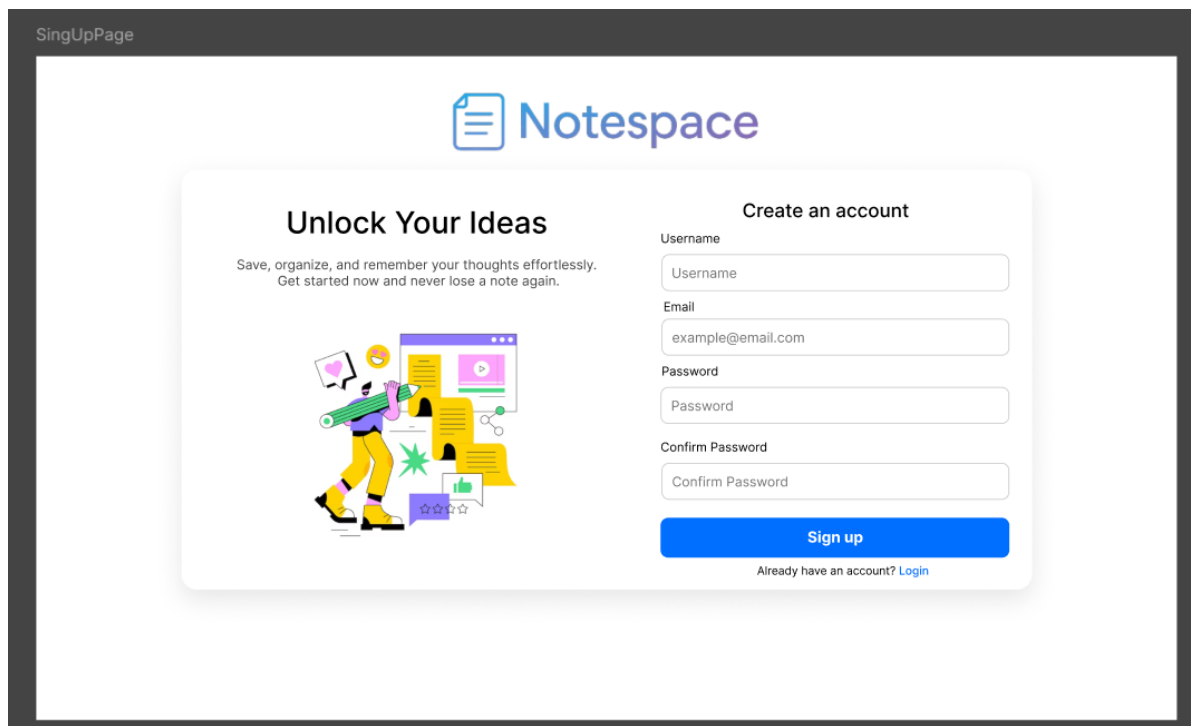 SingUpPage
Notespace
Unlock Your Ideas
Save, organize, and remember your thoughts effortlessly.
Get started now and never lose a note again.
Create an account
Username
Username
Email
example@email.com
Password
Password
Confirm Password
Confirm Password
Sign up
Already have an account? Login